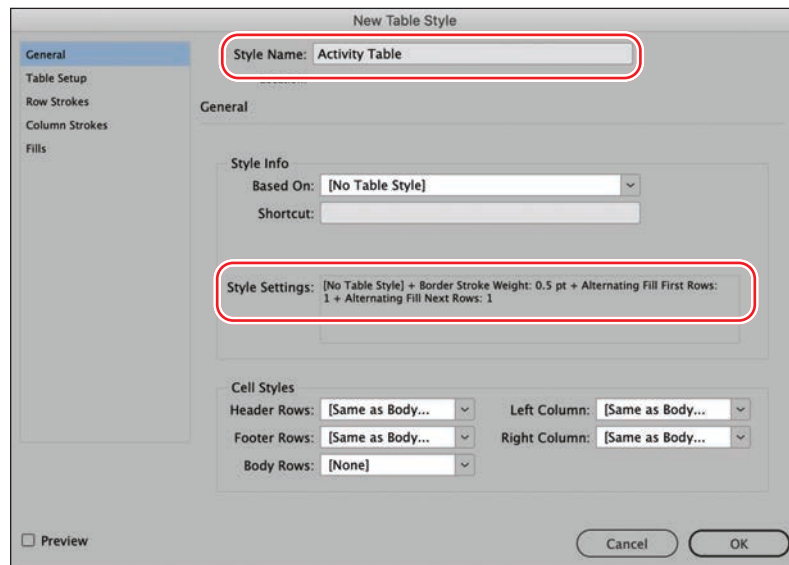 New Table Style
General
Table Setup
Row Strokes
Column Strokes
Fills
Style Name: Activity Table
General
Style Info
Based On: [No Table Style]
Shortcut:
Style Settings: [No Table Style] + Border Stroke Weight: 0.5 pt + Alternating Fill First Rows:
1 + Alternating Fill Next Rows: 1
Cell Styles
Header Rows: [Same as Body... Left Column: [Same as Body...
Footer Rows: [Same as Body... Right Column: [Same as Body...
Body Rows: [None]
Preview Cancel OK